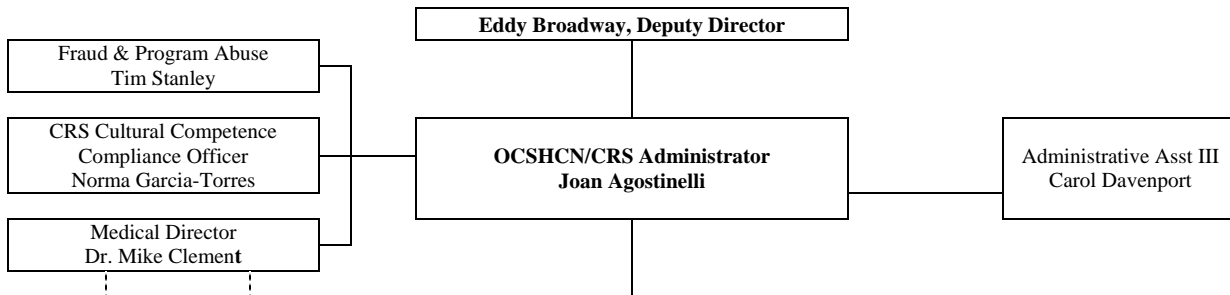 Eddy Broadway, Deputy Director
Fraud & Program Abuse
Tim Stanley
CRS Cultural Competence
Compliance Officer
Norma Garcia-Torres
OCSHCN/CRS Administrator
Joan Agostinelli
Administrative Asst III
Carol Davenport
Medical Director
Dr. Mike Clement